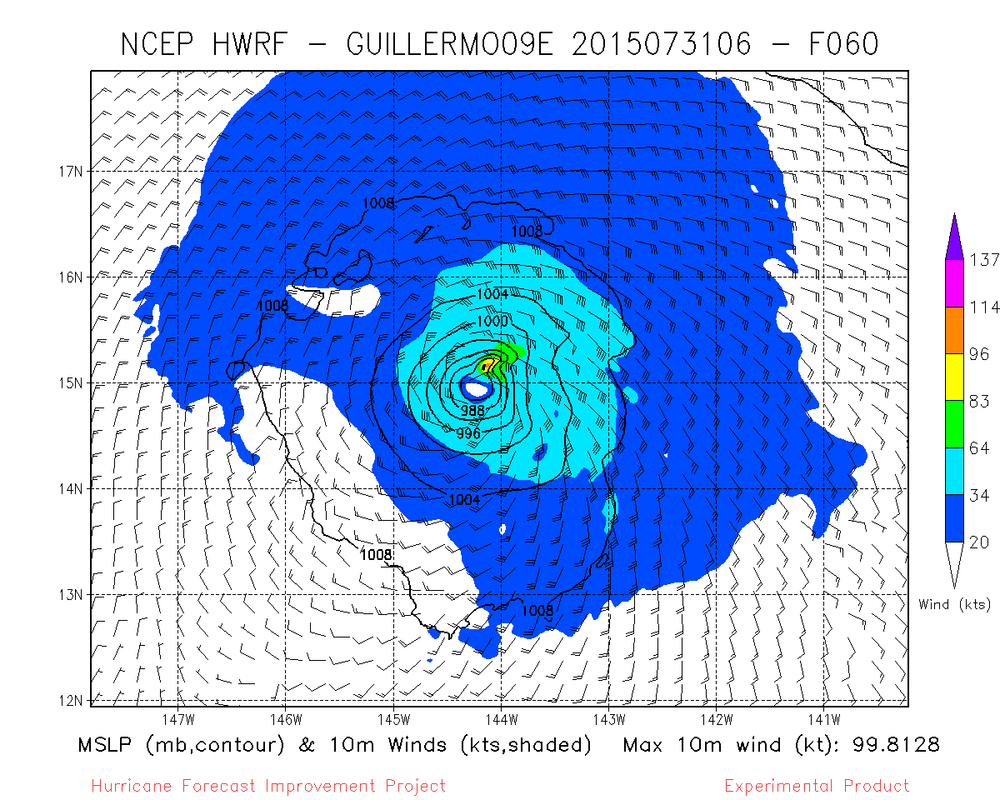 NCEP HWRF – GUILLERMO09E 2015073106 – F060
17N
16N
15N
14N
13N
12N
1008
1008
1004
1008
1000
988
996
1004
1008
1008
147W 146W 145W 144W 143W 142W 141W
137
114
96
83
64
34
20
Wind (kts)
MSLP (mb,contour) & 10m Winds (kts,shaded) Max 10m wind (kt): 99.8128
Hurricane Forecast Improvement Project Experimental Product